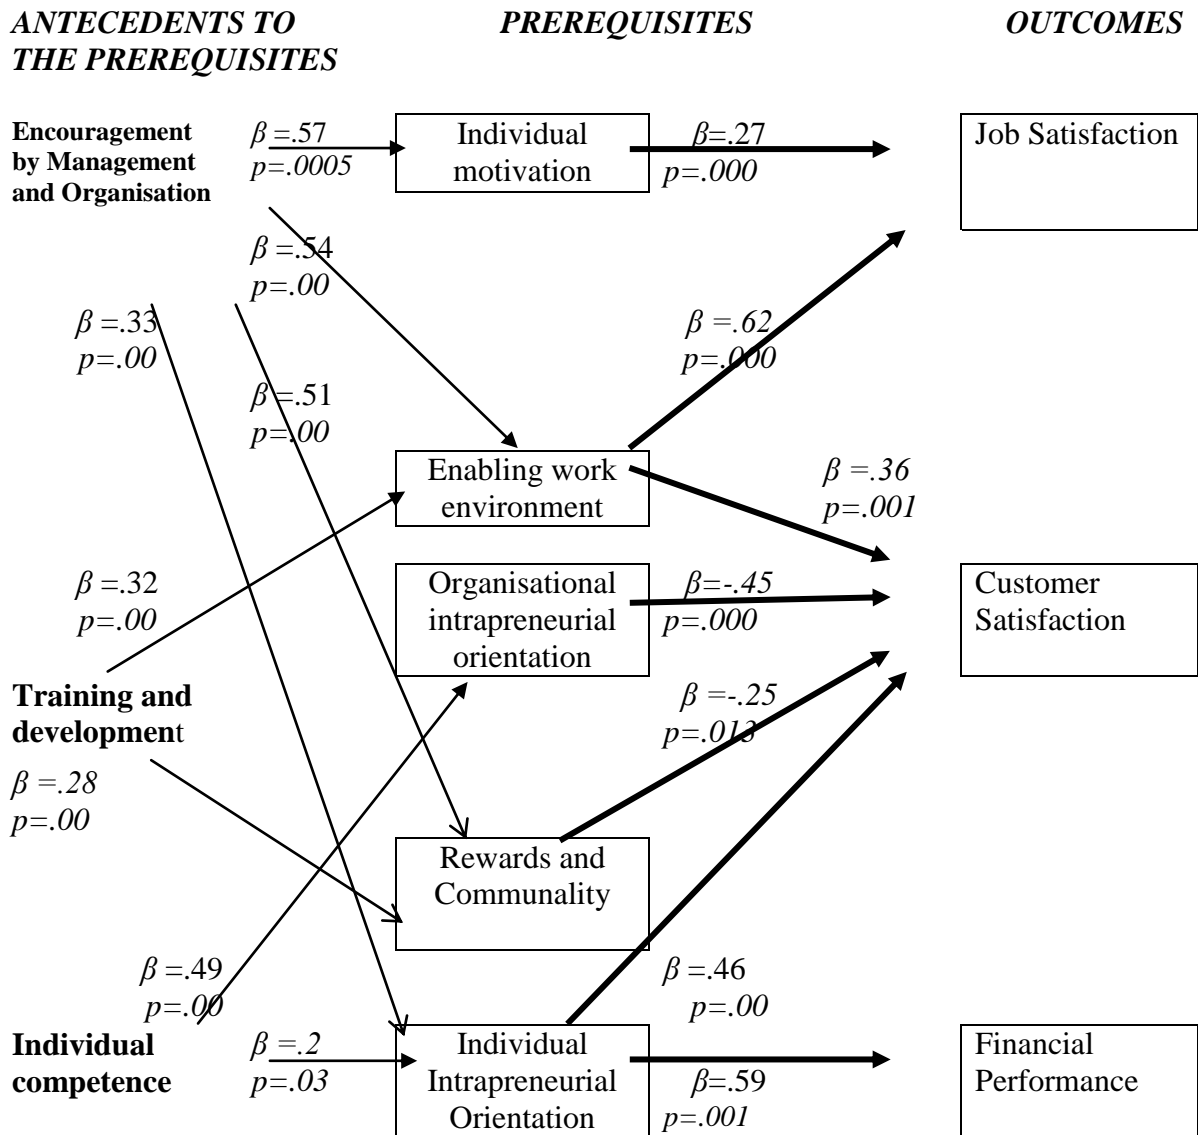 ANTECEDENTS TO
THE PREREQUISITES
PREREQUISITES
OUTCOMES
Encouragement
by Management
and Organisation
β =.57
p=.0005
Individual
motivation
β=.27
p=.000
Job Satisfaction
β =.54
p=.00
β =.33
p=.00
β =.62
p=.000
β =.51
p=.00
Enabling work
environment
β =.36
p=.001
β =.32
p=.00
Organisational
intrapreneurial
orientation
β=-.45
p=.000
Customer
Satisfaction
Training and
development
β =-.25
p=.013
β =.28
p=.00
Rewards and
Communality
β =.49
p=.00
β =.46
p=.00
Individual
competence
β =.2
p=.03
Individual
Intrapreneurial
Orientation
β=.59
p=.001
Financial
Performance